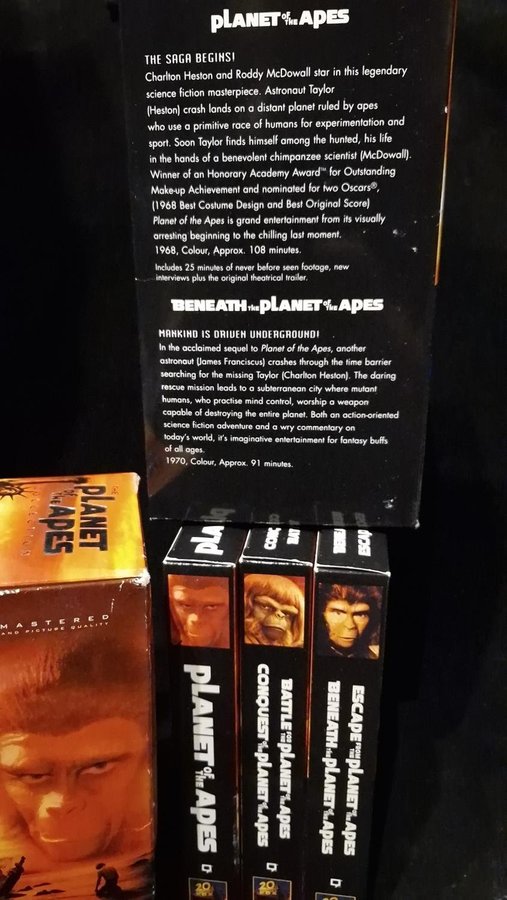 PLANET OF THE APES
THE SAGA BEGINS!
Charlton Heston and Roddy McDowall star in this legendary
science fiction masterpiece. Astronaut Taylor
(Heston) crash lands on a distant planet ruled by apes
who use a primitive race of humans for experimentation and
sport. Soon Taylor finds himself among the hunted, his life
in the hands of a benevolent chimpanzee scientist (McDowall).
Winner of an Honorary Academy Award™ for Outstanding
Make-up Achievement and nominated for two Oscars®,
(1968 Best Costume Design and Best Original Score)
Planet of the Apes is grand entertainment from its visually
arresting beginning to the chilling last moment.
1968, Colour, Approx. 108 minutes.
Includes 25 minutes of never before seen footage, new
interviews plus the original theatrical trailer.
BENEATH THE PLANET OF THE APES
MANKIND IS DRIVEN UNDERGROUND!
In the acclaimed sequel to Planet of the Apes, another
astronaut (James Franciscus) crashes through the time barrier
searching for the missing Taylor (Charlton Heston). The daring
rescue mission leads to a subterranean city where mutant
humans, who practise mind control, worship a weapon
capable of destroying the entire planet. Both an action-oriented
science fiction adventure and a wry commentary on
today's world, it's imaginative entertainment for fantasy buffs
of all ages.
1970, Colour, Approx. 91 minutes.
PLANET
OF THE APES
MASTERED
AND PICTURE QUALITY
PLANET OF THE APES
BATTLE FOR THE PLANET OF THE APES
CONQUEST OF THE PLANET OF THE APES
ESCAPE FROM THE PLANET OF THE APES
BENEATH THE PLANET OF THE APES
20
20